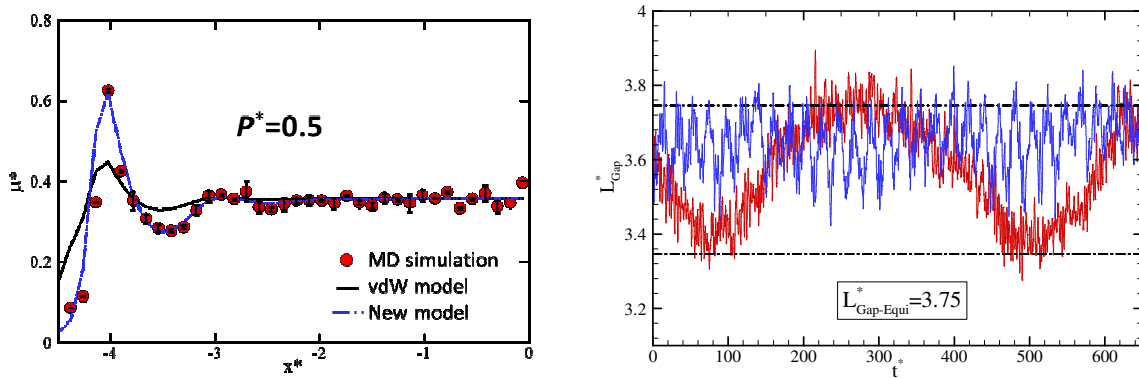 0.8
0.6
0.4
0.2
0
μ*
-4
-3
-2
-1
0
x*
P*=0.5
MD simulation
vdW model
New model
4
3.8
3.6
3.4
3.2
L*Gap
0
100
200
300
400
500
600
t*
L*Gap-Equi=3.75